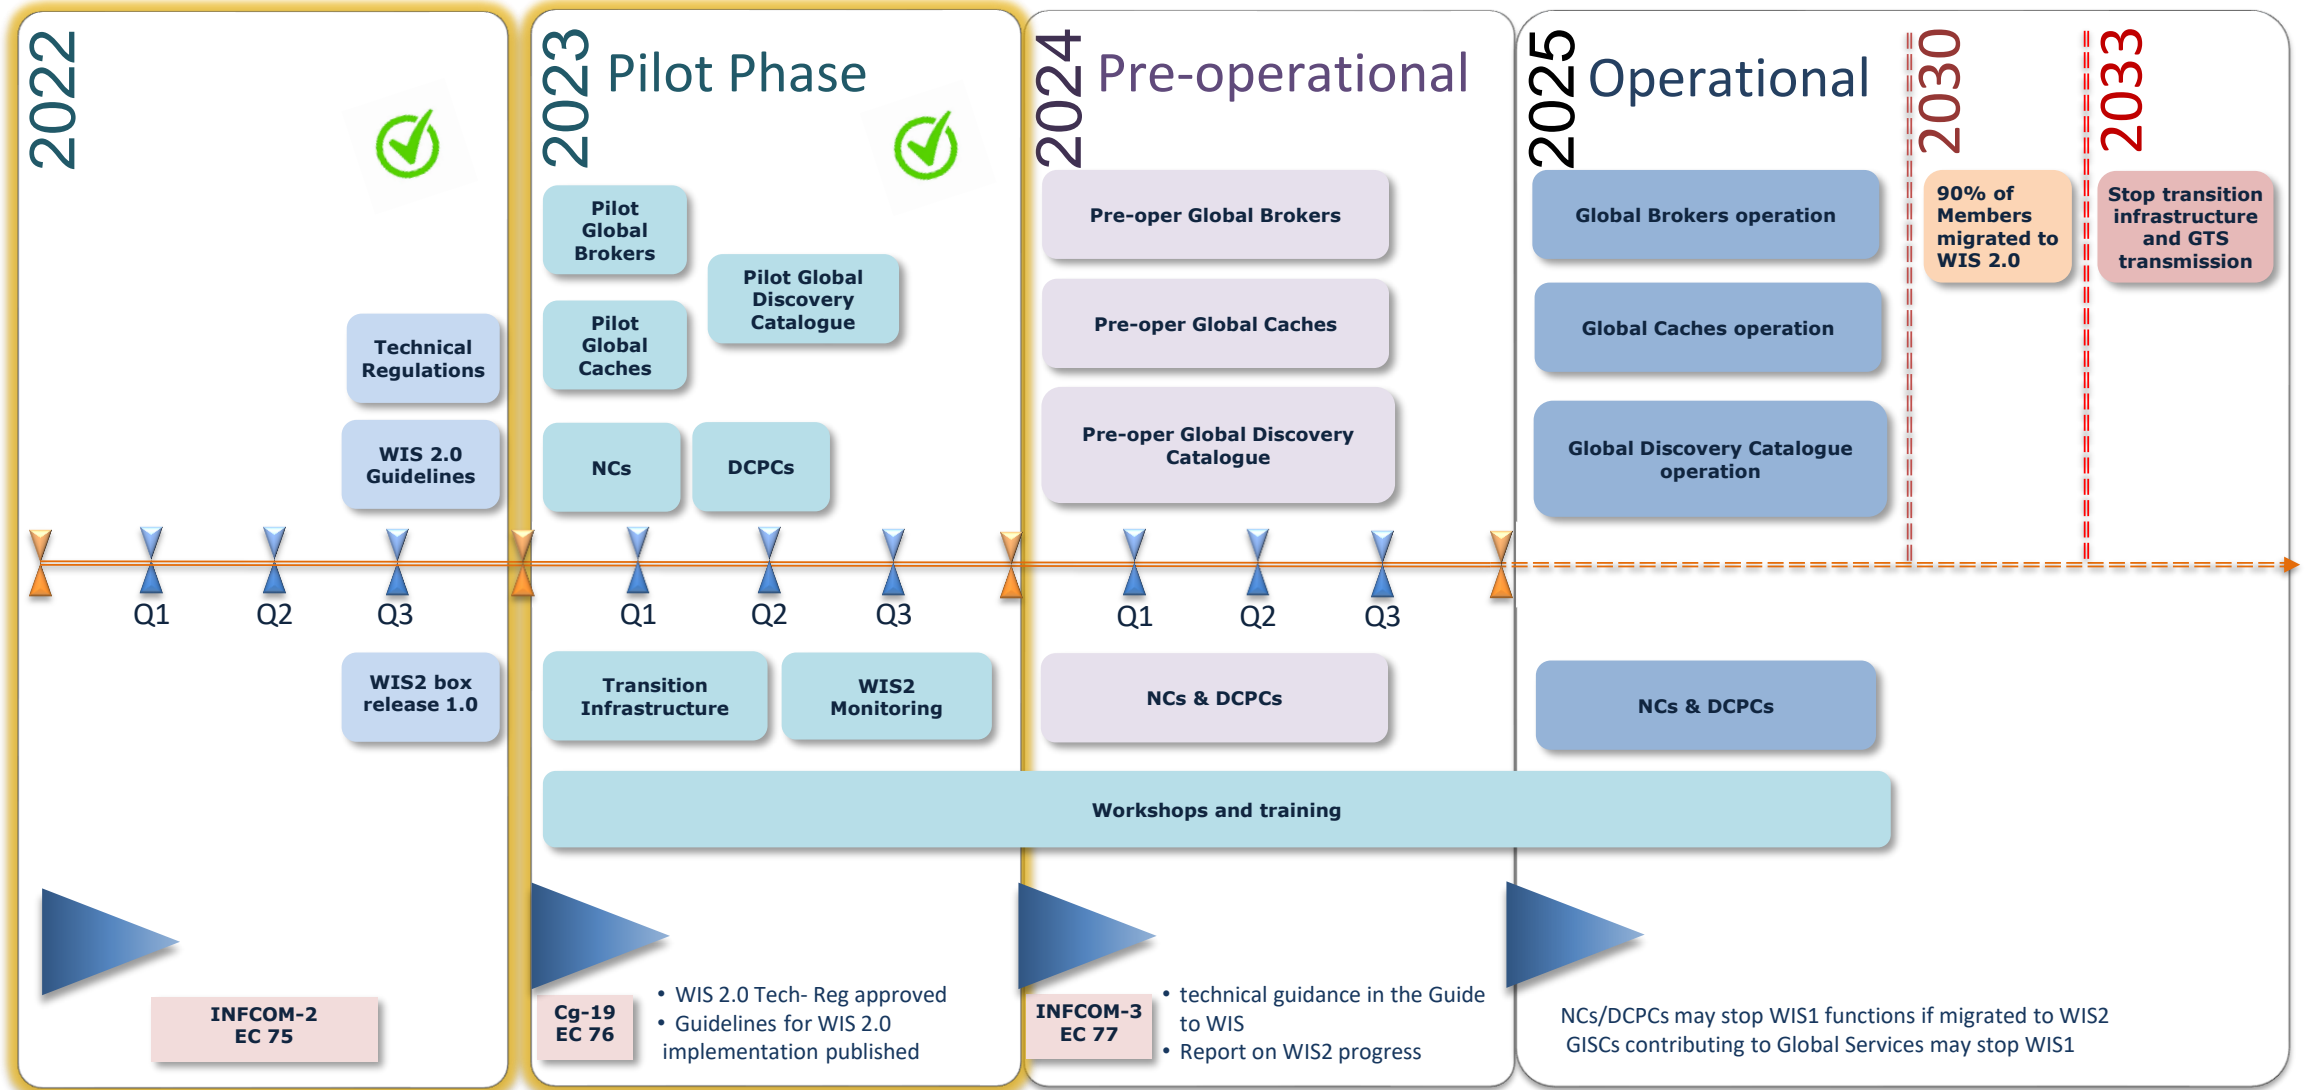 2022
Technical
Regulations
WIS 2.0
Guidelines
Q1
Q2
Q3
WIS2 box
release 1.0
INFCOM-2
EC 75
2023
Pilot Phase
Pilot
Global
Brokers
Pilot Global
Discovery
Catalogue
Pilot
Global
Caches
NCs
DCPCs
Q1
Q2
Q3
Transition
Infrastructure
WIS2
Monitoring
Workshops and training
Cg-19
EC 76
• WIS 2.0 Tech- Reg approved
• Guidelines for WIS 2.0
implementation published
2024
Pre-operational
Pre-oper Global Brokers
Pre-oper Global Caches
Pre-oper Global Discovery
Catalogue
Q1
Q2
Q3
NCs & DCPCs
INFCOM-3
EC 77
• technical guidance in the Guide
to WIS
• Report on WIS2 progress
2025
Operational
Global Brokers operation
Global Caches operation
Global Discovery Catalogue
operation
NCs & DCPCs
NCs/DCPCs may stop WIS1 functions if migrated to WIS2
GISCs contributing to Global Services may stop WIS1
2030
90% of
Members
migrated to
WIS 2.0
2033
Stop transition
infrastructure
and GTS
transmission